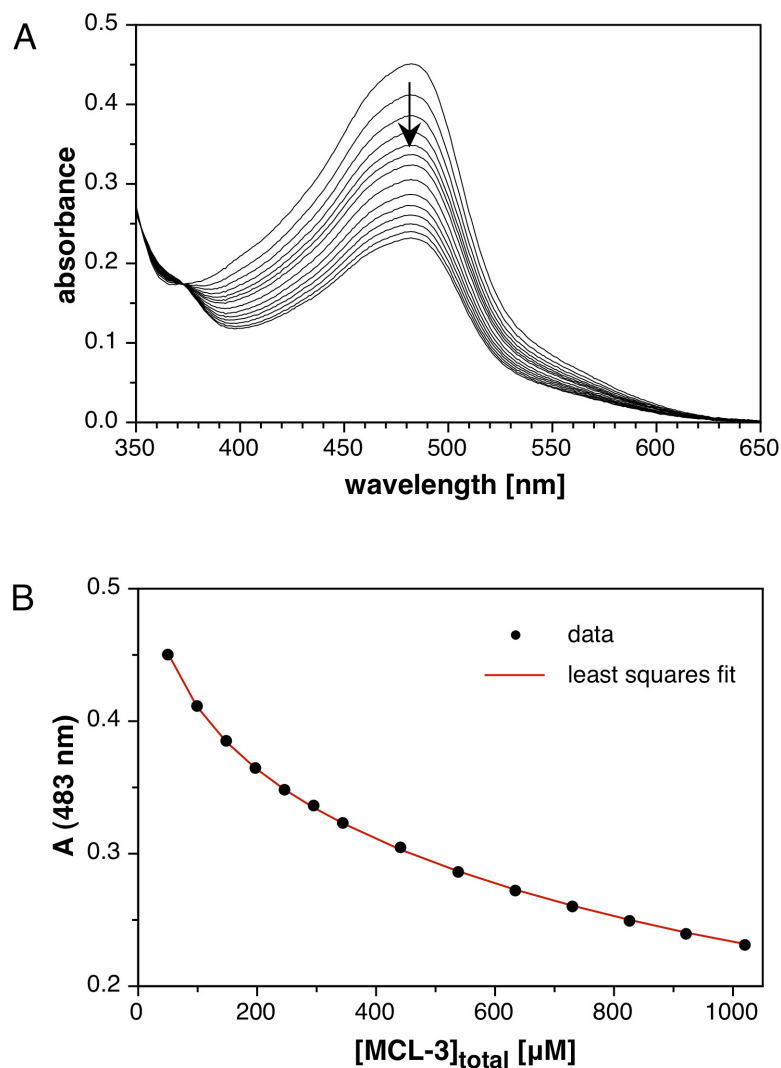 A
0.5
0.4
0.3
0.2
0.1
0.0
absorbance
350 400 450 500 550 600 650
wavelength [nm]
B
0.5
0.4
0.3
0.2
A (483 nm)
data
least squares fit
0 200 400 600 800 1000
[MCL-3]total [µM]